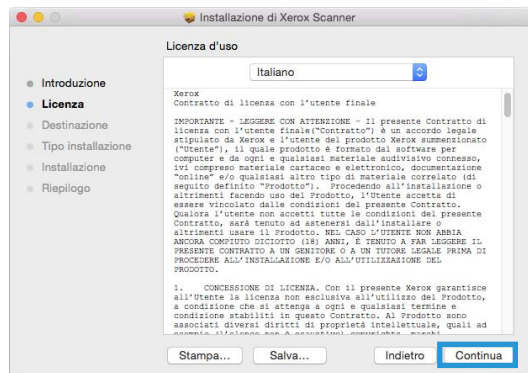 Installazione di Xerox Scanner
Licenza d'uso
Italiano
Introduzione
Licenza
Destinazione
Tipo installazione
Installazione
Riepilogo
Xerox
Contratto di licenza con l'utente finale
IMPORTANTE - LEGGERE CON ATTENZIONE - Il presente Contratto di
licenza con l'utente finale("Contratto") è un accordo legale
stipulato da Xerox e l'utente del prodotto Xerox summenzionato
("Utente"), il quale prodotto è formato dal software per
computer e da ogni e qualsiasi materiale audivisivo connesso,
ivi compreso materiale cartaceo e elettronico, documentazione
"online" e/o qualsiasi altro tipo di materiale correlato (di
seguito definito "Prodotto").  Procedendo all'installazione o
altrimenti facendo uso del Prodotto, l'Utente accetta di
essere vincolato dalle condizioni del presente Contratto.
Qualora l'utente non accetti tutte le condizioni del presente
Contratto, sarà tenuto ad astenersi dall'installare o
altrimenti usare il Prodotto. NEL CASO L'UTENTE NON ABBIA
ANCORA COMPIUTO DICIOTTO (18) ANNI, È TENUTO A FAR LEGGERE IL
PRESENTE CONTRATTO A UN GENITORE O A UN TUTORE LEGALE PRIMA DI
PROCEDERE ALL'INSTALLAZIONE E/O ALL'UTILIZZAZIONE DEL
PRODOTTO.
1. CONCESSIONE DI LICENZA. Con il presente Xerox garantisce
all'Utente la licenza non esclusiva all'utilizzo del Prodotto,
a condizione che si attenga a ogni e qualsiasi termine e
condizione stabiliti in questo Contratto. Al Prodotto sono
associati diversi diritti di proprietà intellettuale, quali ad
Stampa...
Salva...
Indietro
Continua